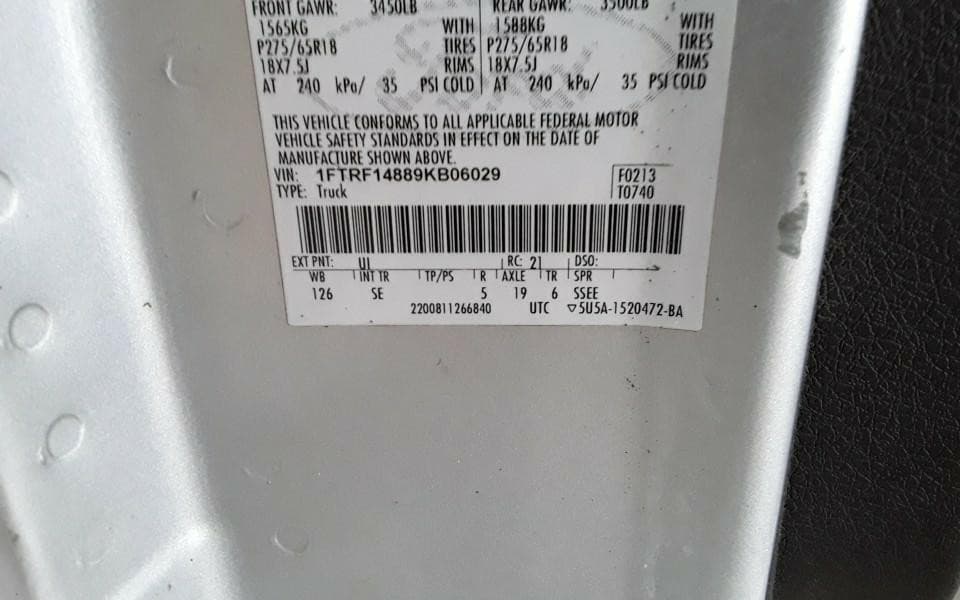 FRONT GAWR: 3450LB REAR GAWR: 3500LB
1565KG WITH 1588KG WITH
P275/65R18 TIRES P275/65R18 TIRES
18X7.5J RIMS 18X7.5J RIMS
AT 240 kPa/ 35 PSI COLD AT 240 kPa/ 35 PSI COLD
THIS VEHICLE CONFORMS TO ALL APPLICABLE FEDERAL MOTOR
VEHICLE SAFETY STANDARDS IN EFFECT ON THE DATE OF
MANUFACTURE SHOWN ABOVE.
VIN: 1FTRF14889KB06029 F0213
TYPE: Truck T0740
EXT PNT: UI RC: 21 DSO:
WB INT TR TP/PS R AXLE TR SPR
126 SE 5 19 6 SSEE
2200811266840 UTC ▽5U5A-1520472-BA